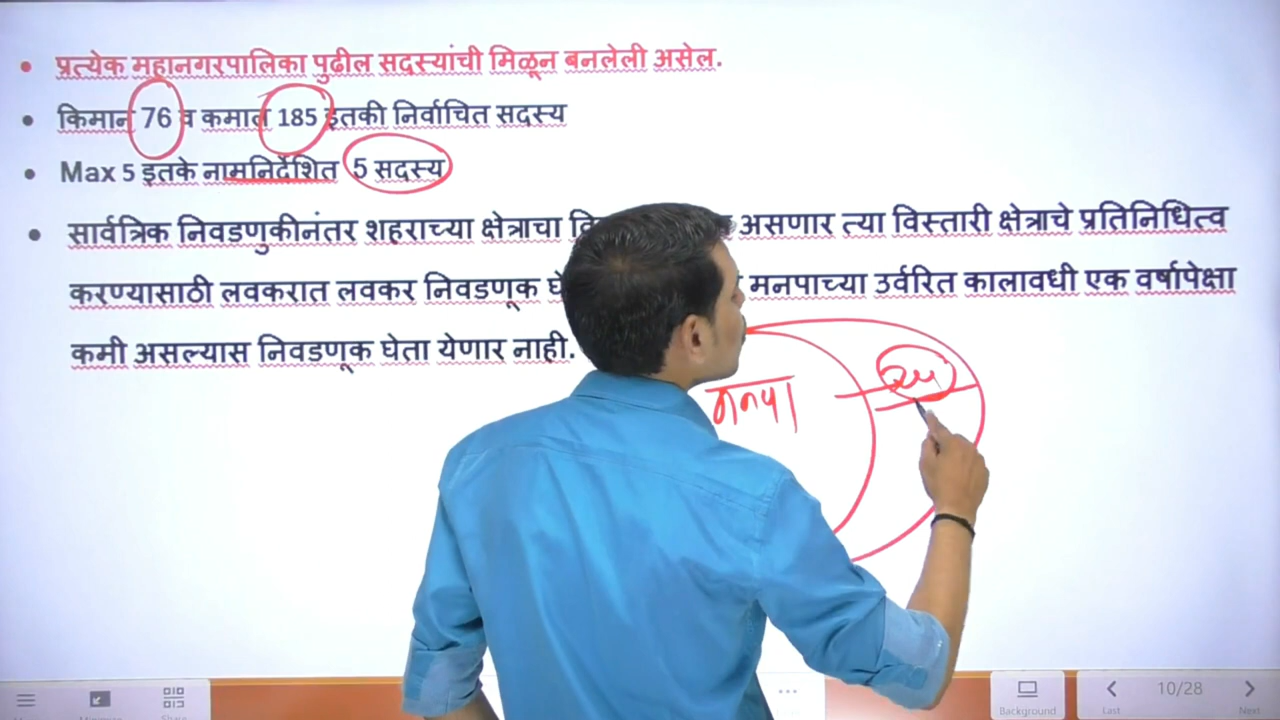 प्रत्येक महानगरपालिका पुढील सदस्यांची मिळून बनलेली असेल.
किमान 76 व कमाल 185 इतकी निर्वाचित सदस्य
Max 5 इतके नामनिर्देशित 5 सदस्य
सार्वत्रिक निवडणुकीनंतर शहराच्या क्षेत्राचा असणार त्या विस्तारी क्षेत्राचे प्रतिनिधित्व
करण्यासाठी लवकरात लवकर निवडणूक मनपाच्या उर्वरित कालावधी एक वर्षापेक्षा
कमी असल्यास निवडणूक घेता येणार नाही.
मनपा
10/28
Share
Background
Last
Next